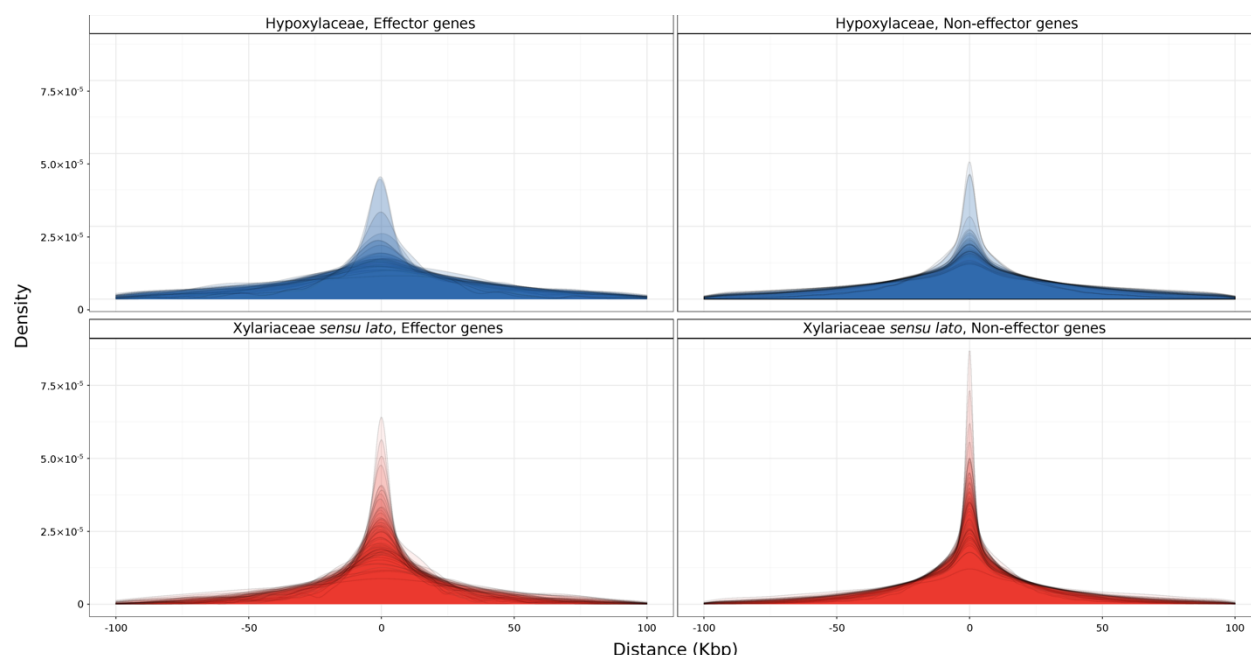 Hypoxylaceae, Effector genes
Hypoxylaceae, Non-effector genes
7.5×10⁻⁵
5.0×10⁻⁵
2.5×10⁻⁵
0
Density
Xylariaceae sensu lato, Effector genes
Xylariaceae sensu lato, Non-effector genes
7.5×10⁻⁵
5.0×10⁻⁵
2.5×10⁻⁵
0
-100 -50 0 50 100 -100 -50 0 50 100
Distance (Kbp)